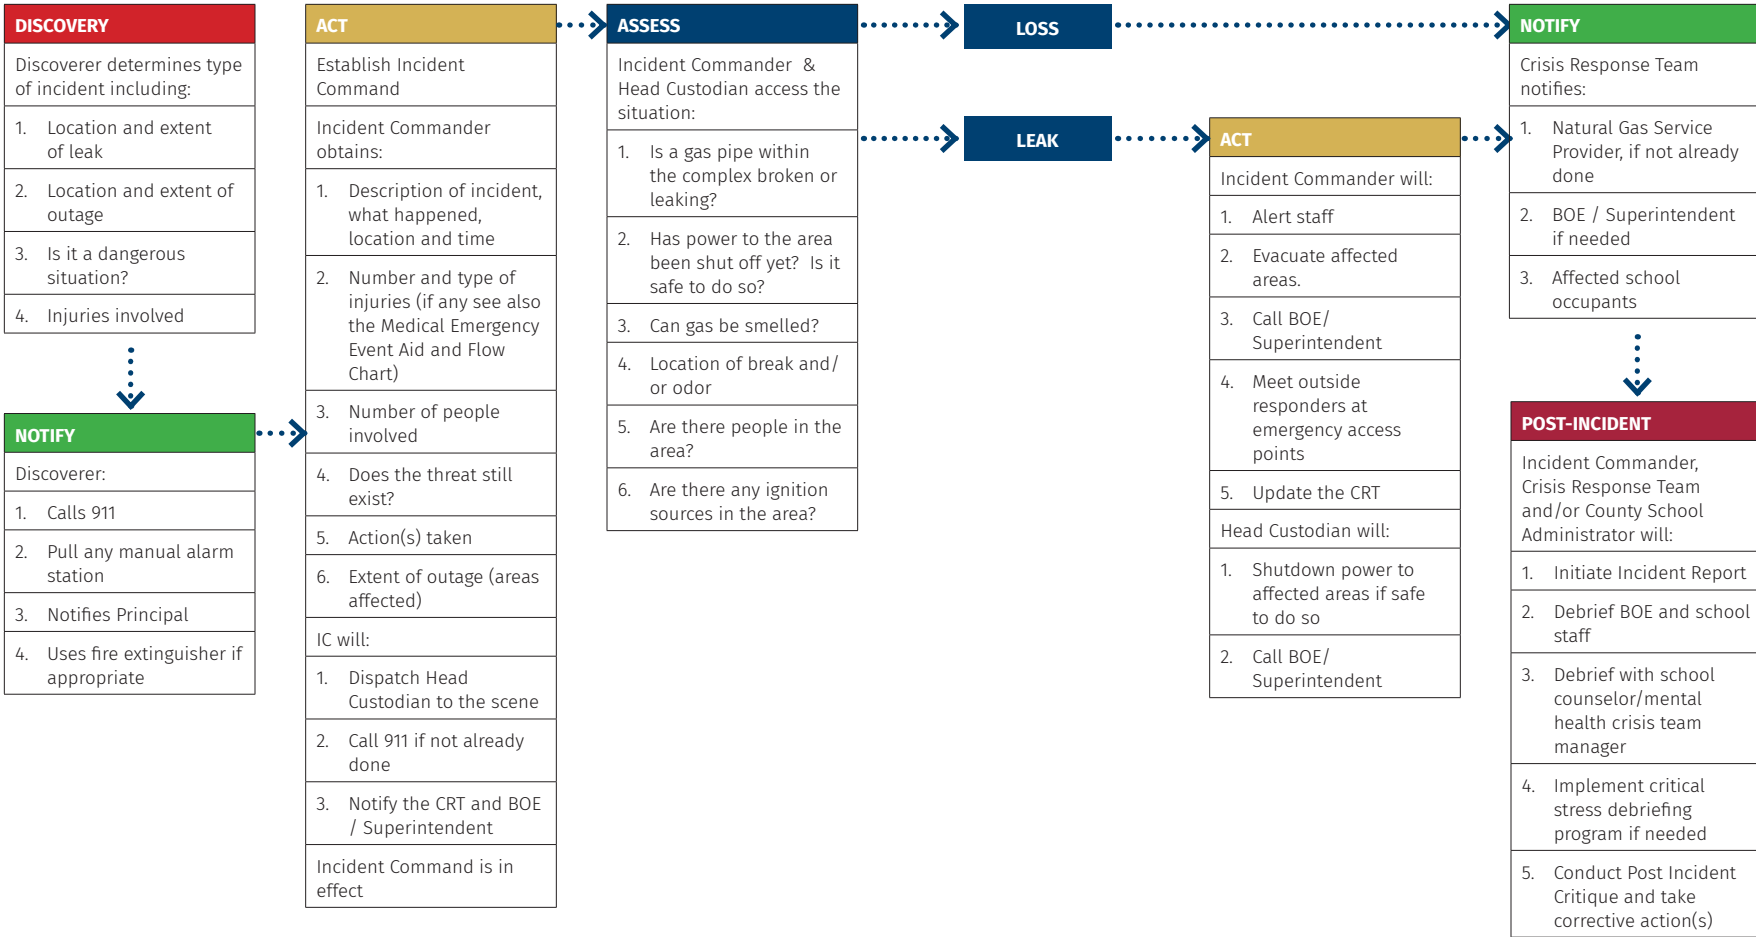 DISCOVERY
Discoverer determines type
of incident including:
1. Location and extent
of leak
2. Location and extent of
outage
3. Is it a dangerous
situation?
4. Injuries involved
NOTIFY
Discoverer:
1. Calls 911
2. Pull any manual alarm
station
3. Notifies Principal
4. Uses fire extinguisher if
appropriate
ACT
Establish Incident
Command
Incident Commander
obtains:
1. Description of incident,
what happened,
location and time
2. Number and type of
injuries (if any see also
the Medical Emergency
Event Aid and Flow
Chart)
3. Number of people
involved
4. Does the threat still
exist?
5. Action(s) taken
6. Extent of outage (areas
affected)
IC will:
1. Dispatch Head
Custodian to the scene
2. Call 911 if not already
done
3. Notify the CRT and BOE
/ Superintendent
Incident Command is in
effect
ASSESS
Incident Commander &
Head Custodian access the
situation:
1. Is a gas pipe within
the complex broken or
leaking?
2. Has power to the area
been shut off yet? Is it
safe to do so?
3. Can gas be smelled?
4. Location of break and/
or odor
5. Are there people in the
area?
6. Are there any ignition
sources in the area?
LOSS
LEAK
ACT
Incident Commander will:
1. Alert staff
2. Evacuate affected
areas.
3. Call BOE/
Superintendent
4. Meet outside
responders at
emergency access
points
5. Update the CRT
Head Custodian will:
1. Shutdown power to
affected areas if safe
to do so
2. Call BOE/
Superintendent
NOTIFY
Crisis Response Team
notifies:
1. Natural Gas Service
Provider, if not already
done
2. BOE / Superintendent
if needed
3. Affected school
occupants
POST-INCIDENT
Incident Commander,
Crisis Response Team
and/or County School
Administrator will:
1. Initiate Incident Report
2. Debrief BOE and school
staff
3. Debrief with school
counselor/mental
health crisis team
manager
4. Implement critical
stress debriefing
program if needed
5. Conduct Post Incident
Critique and take
corrective action(s)